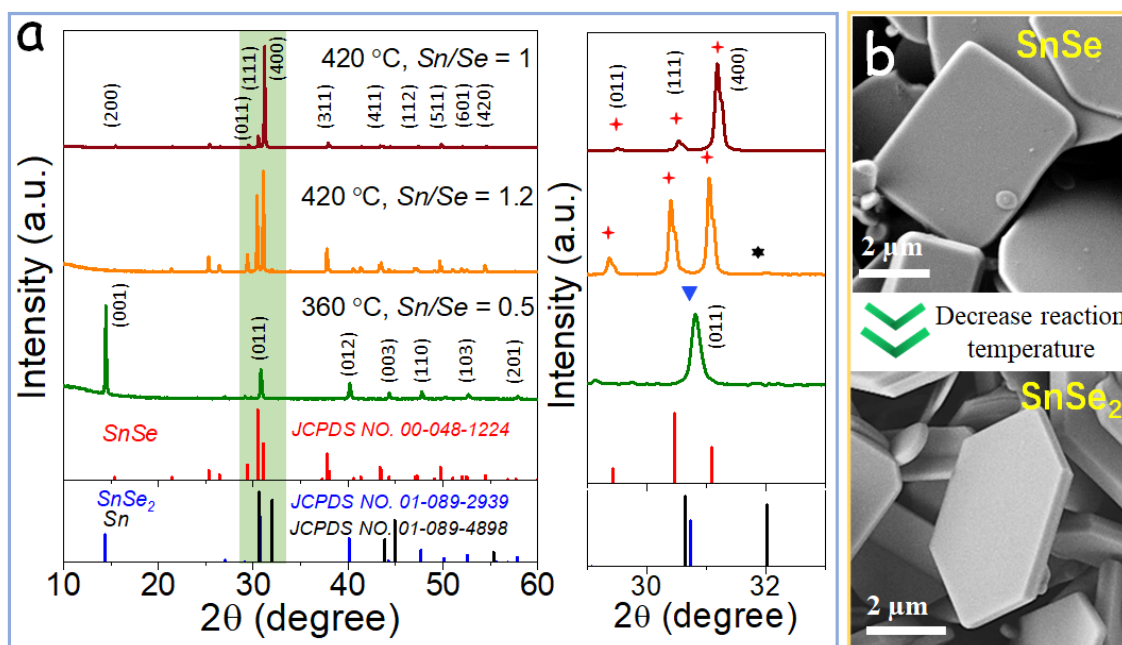 a
Intensity (a.u.)
420 °C, Sn/Se = 1
(200)
(011)
(111)
(400)
(311)
(411)
(112)
(511)
(601)
(420)
420 °C, Sn/Se = 1.2
360 °C, Sn/Se = 0.5
(001)
(011)
(012)
(003)
(110)
(103)
(201)
SnSe
JCPDS NO. 00-048-1224
SnSe₂
JCPDS NO. 01-089-2939
Sn
JCPDS NO. 01-089-4898
10 20 30 40 50 60
2θ (degree)
Intensity (a.u.)
(011)
(111)
(400)
(011)
30 31 32
2θ (degree)
b
SnSe
2 µm
Decrease reaction
temperature
SnSe₂
2 µm